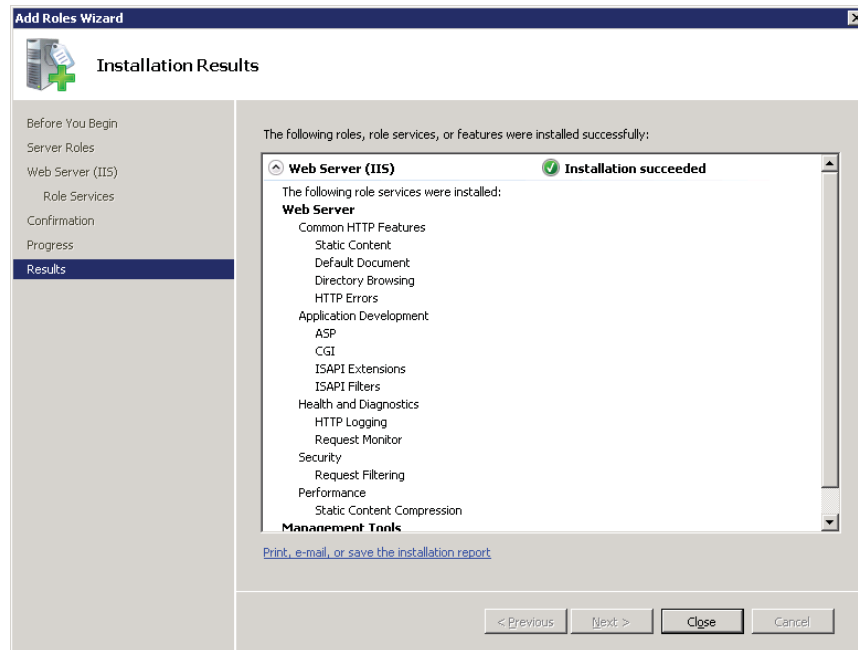 Add Roles Wizard
Installation Results
Before You Begin
Server Roles
Web Server (IIS)
Role Services
Confirmation
Progress
Results
The following roles, role services, or features were installed successfully:
Web Server (IIS) Installation succeeded
The following role services were installed:
Web Server
Common HTTP Features
Static Content
Default Document
Directory Browsing
HTTP Errors
Application Development
ASP
CGI
ISAPI Extensions
ISAPI Filters
Health and Diagnostics
HTTP Logging
Request Monitor
Security
Request Filtering
Performance
Static Content Compression
Management Tools
Print, e-mail, or save the installation report
< Previous Next > Close Cancel